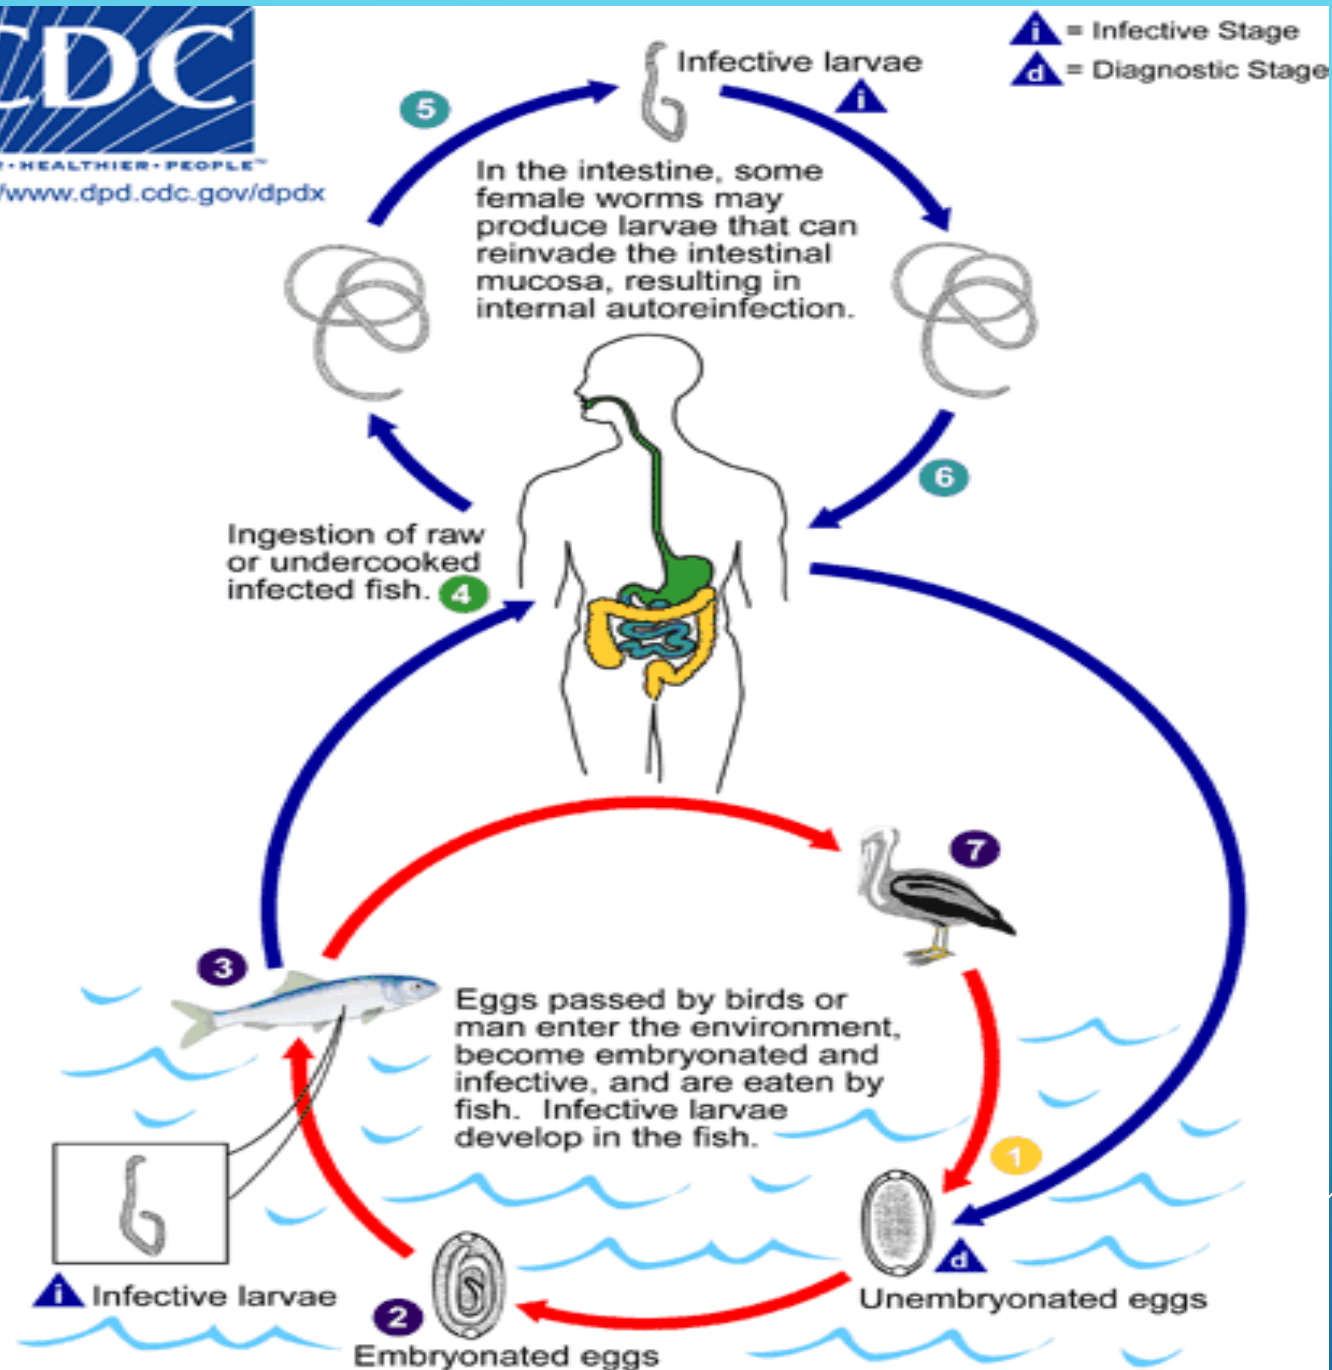 CDC
HEALTHIER • PEOPLE™
/www.dpd.cdc.gov/dpdx
i = Infective Stage
d = Diagnostic Stage
5
Infective larvae
i
In the intestine, some
female worms may
produce larvae that can
reinvade the intestinal
mucosa, resulting in
internal autoreinfection.
6
Ingestion of raw
or undercooked
infected fish. 4
7
3
Eggs passed by birds or
man enter the environment,
become embryonated and
infective, and are eaten by
fish. Infective larvae
develop in the fish.
1
d
Unembryonated eggs
i Infective larvae
2
Embryonated eggs